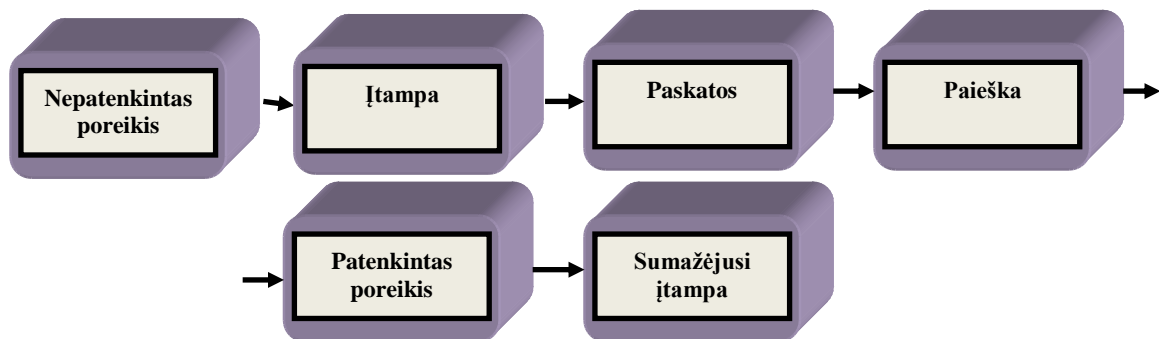 Nepatenkintas
poreikis
Įtampa
Paskatos
Paieška
Patenkintas
poreikis
Sumažėjusi
įtampa